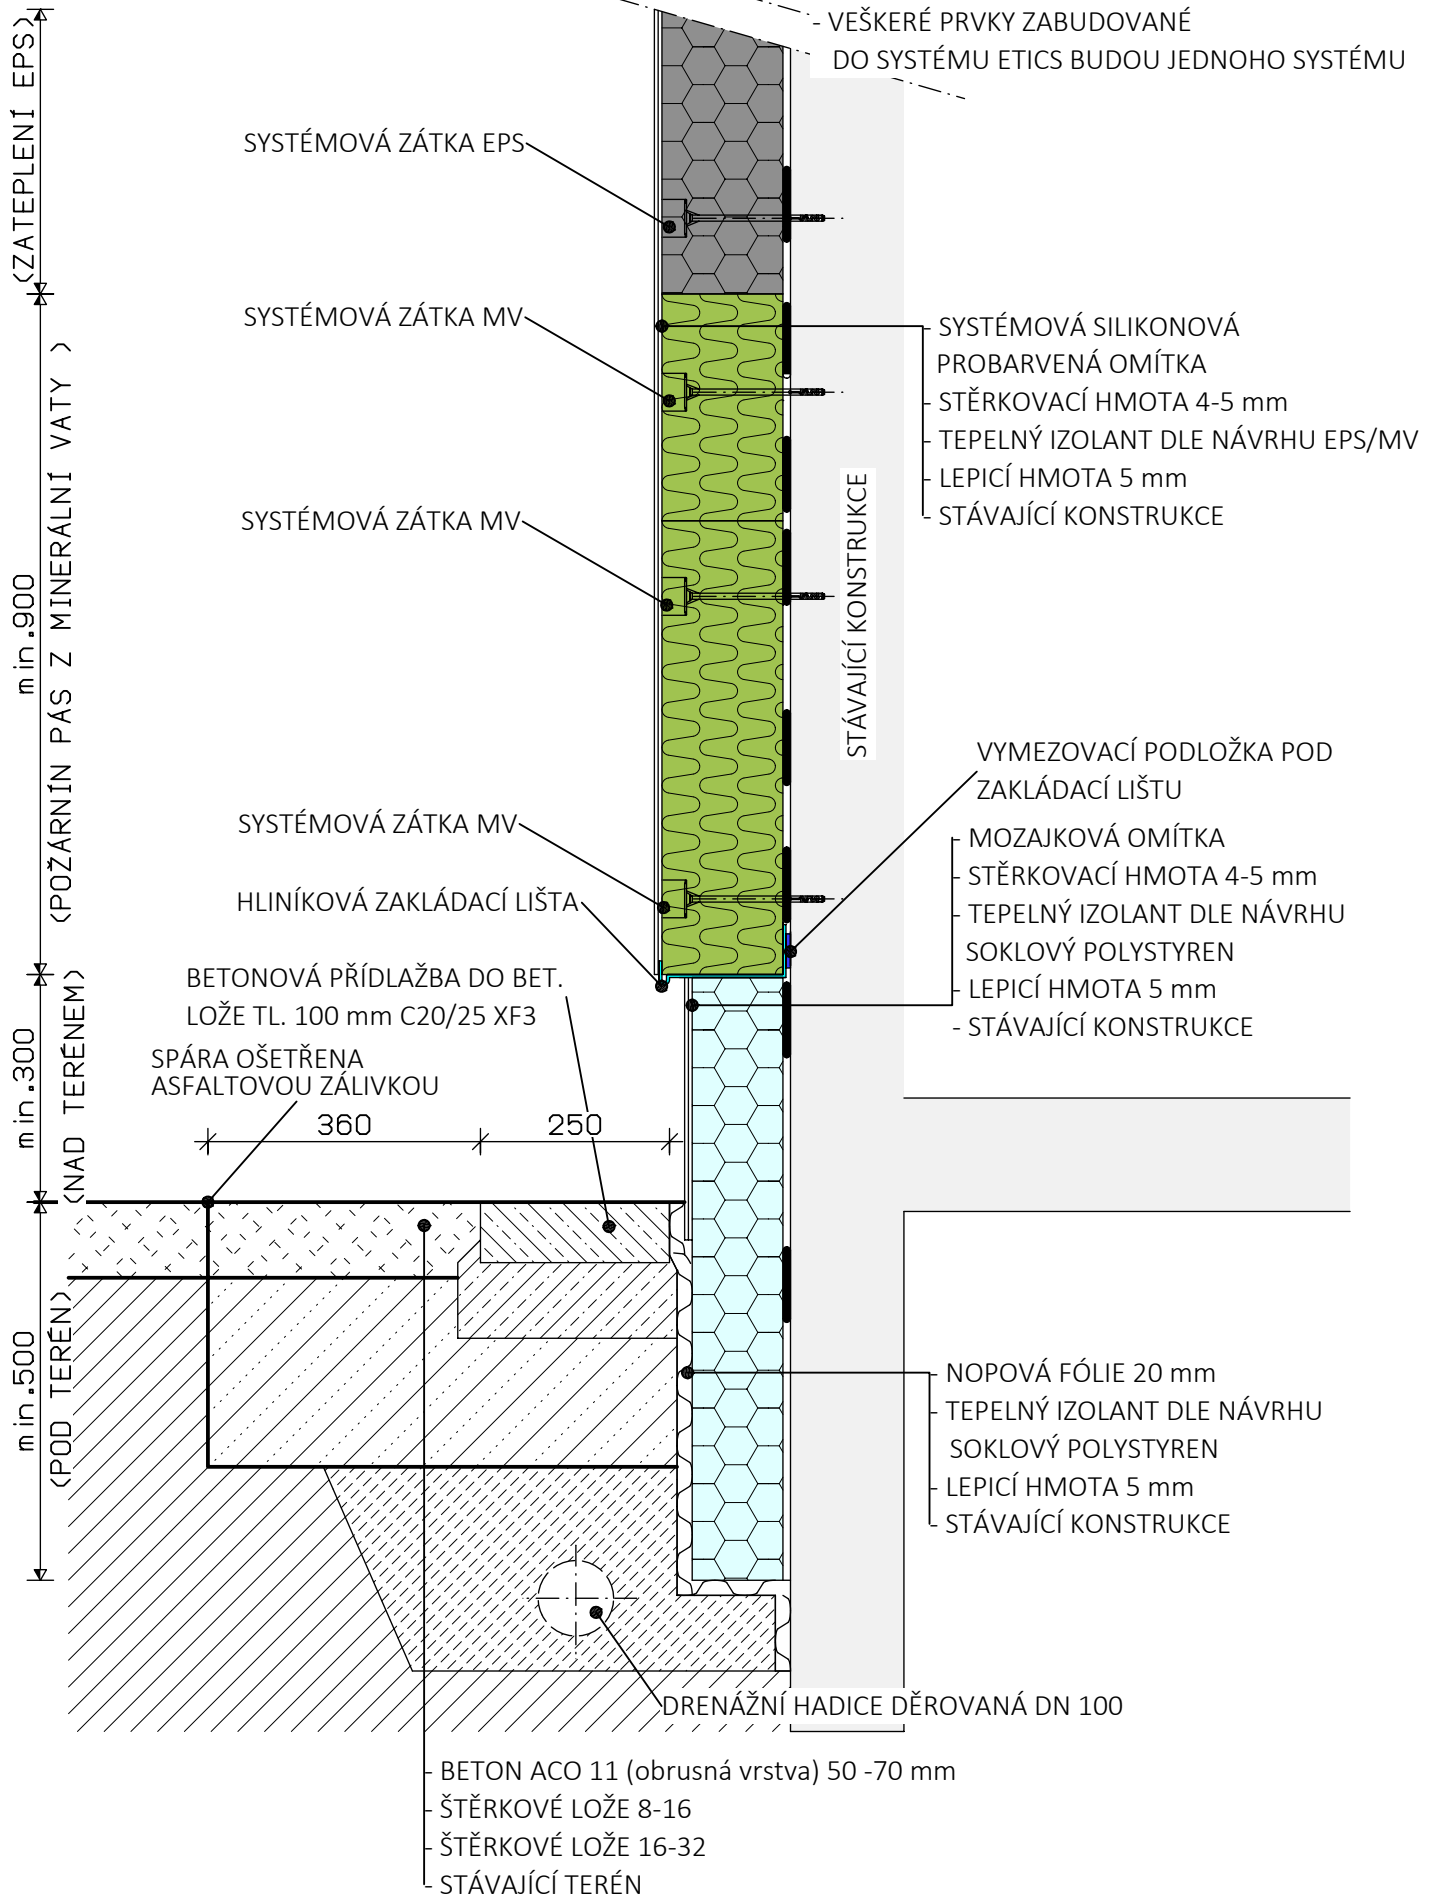 - VEŠKERÉ PRVKY ZABUDOVANÉ
DO SYSTÉMU ETICS BUDOU JEDNOHO SYSTÉMU
(ZATEPLENÍ EPS)
SYSTÉMOVÁ ZÁTKA EPS
SYSTÉMOVÁ ZÁTKA MV
- SYSTÉMOVÁ SILIKONOVÁ
PROBARVENÁ OMÍTKA
- STĚRKOVACÍ HMOTA 4-5 mm
- TEPELNÝ IZOLANT DLE NÁVRHU EPS/MV
- LEPICÍ HMOTA 5 mm
- STÁVAJÍCÍ KONSTRUKCE
SYSTÉMOVÁ ZÁTKA MV
STÁVAJÍCÍ KONSTRUKCE
min.900
(POŽÁRNÍN PÁS Z MINERÁLNÍ VATY )
VYMEZOVACÍ PODLOŽKA POD
ZAKLÁDACÍ LIŠTU
SYSTÉMOVÁ ZÁTKA MV
HLINÍKOVÁ ZAKLÁDACÍ LIŠTA
- MOZAJKOVÁ OMÍTKA
- STĚRKOVACÍ HMOTA 4-5 mm
- TEPELNÝ IZOLANT DLE NÁVRHU
SOKLOVÝ POLYSTYREN
- LEPICÍ HMOTA 5 mm
- STÁVAJÍCÍ KONSTRUKCE
BETONOVÁ PŘÍDLAŽBA DO BET.
LOŽE TL. 100 mm C20/25 XF3
SPÁRA OŠETŘENA
ASFALTOVOU ZÁLIVKOU
min.300
(NAD TERÉNEM)
360
250
min.500
(POD TERÉN)
- NOPOVÁ FÓLIE 20 mm
- TEPELNÝ IZOLANT DLE NÁVRHU
SOKLOVÝ POLYSTYREN
- LEPICÍ HMOTA 5 mm
- STÁVAJÍCÍ KONSTRUKCE
DRENÁŽNÍ HADICE DĚROVANÁ DN 100
- BETON ACO 11 (obrusná vrstva) 50 -70 mm
- ŠTĚRKOVÉ LOŽE 8-16
- ŠTĚRKOVÉ LOŽE 16-32
- STÁVAJÍCÍ TERÉN